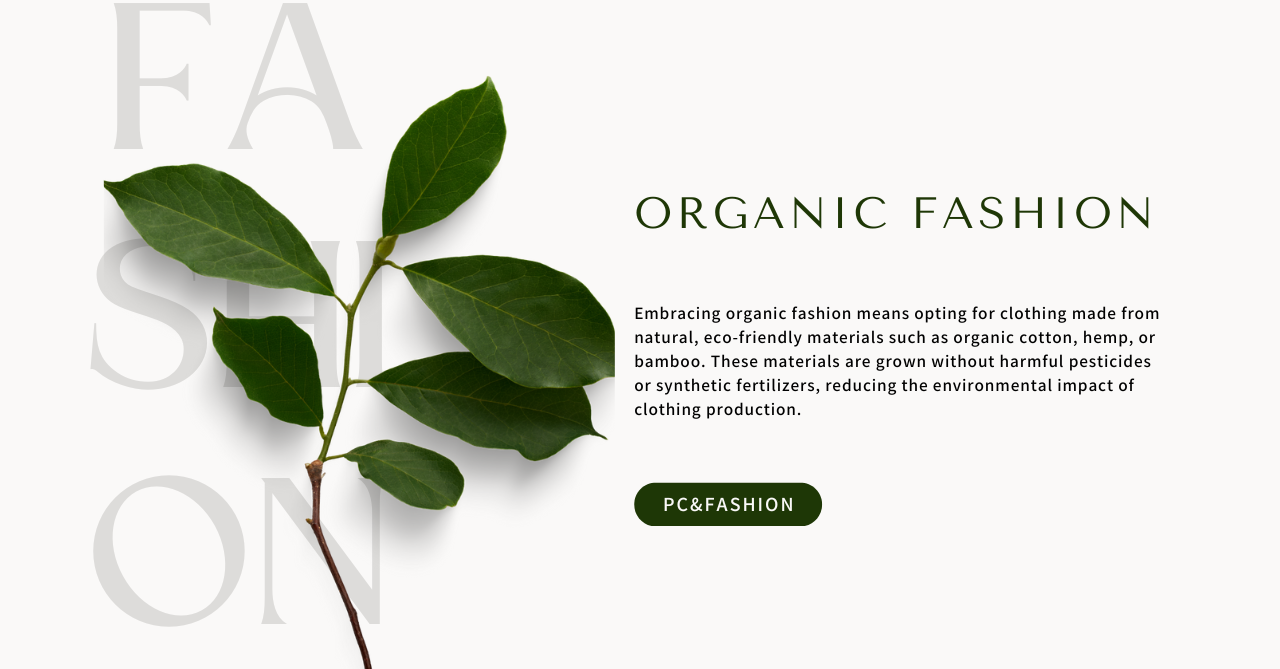 FA
SHI
ON
ORGANIC FASHION
Embracing organic fashion means opting for clothing made from
natural, eco-friendly materials such as organic cotton, hemp, or
bamboo. These materials are grown without harmful pesticides
or synthetic fertilizers, reducing the environmental impact of
clothing production.
PC&FASHION